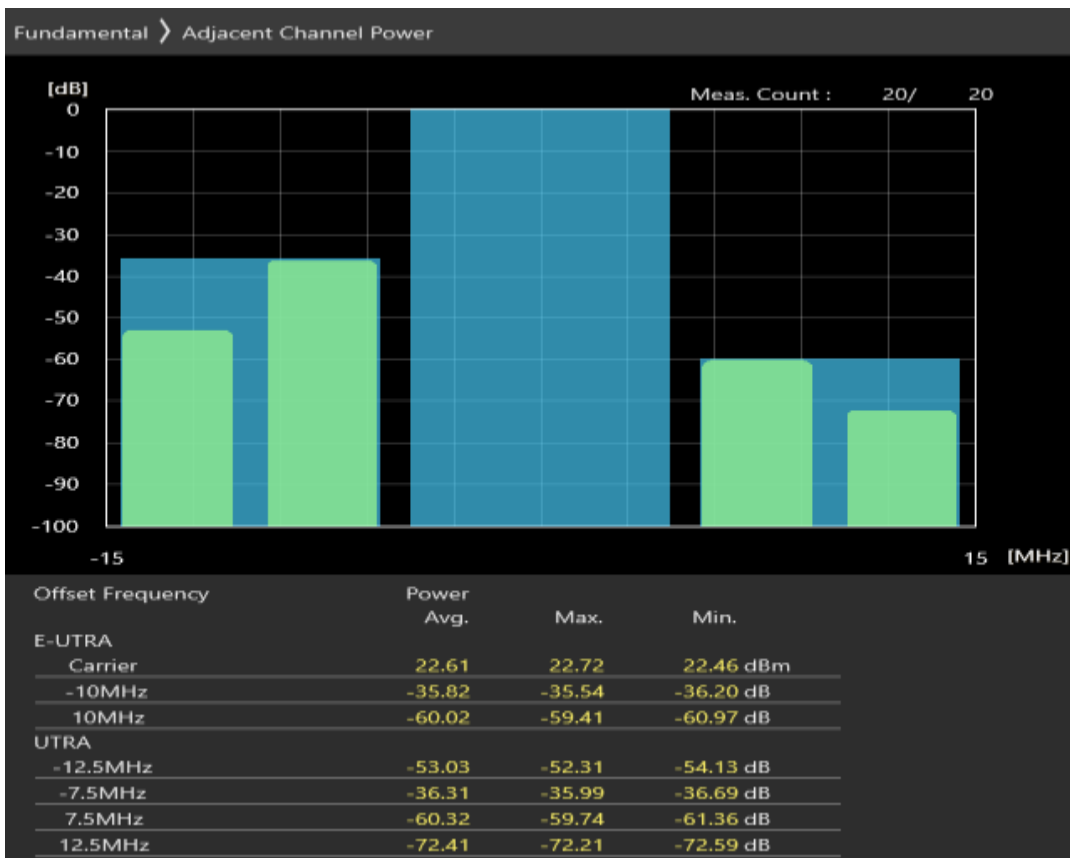 Fundamental 》 Adjacent Channel Power
[dB]
Meas. Count : 20/ 20
0
-10
-20
-30
-40
-50
-60
-70
-80
-90
-100
-15 15 [MHz]
Offset Frequency Power
Avg. Max. Min.
E-UTRA
Carrier 22.61 22.72 22.46 dBm
-10MHz -35.82 -35.54 -36.20 dB
10MHz -60.02 -59.41 -60.97 dB
UTRA
-12.5MHz -53.03 -52.31 -54.13 dB
-7.5MHz -36.31 -35.99 -36.69 dB
7.5MHz -60.32 -59.74 -61.36 dB
12.5MHz -72.41 -72.21 -72.59 dB